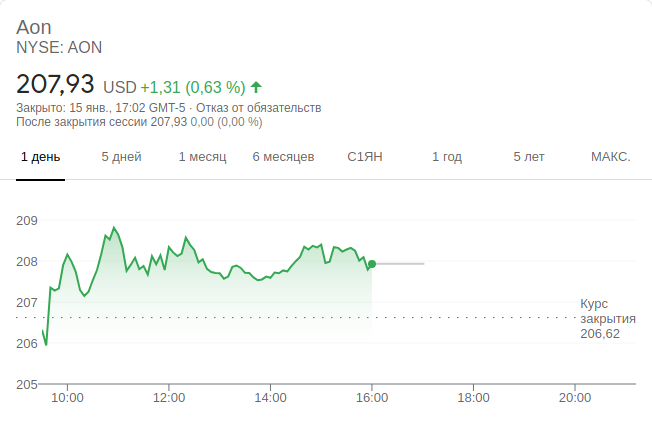 Aon
NYSE: AON
207,93 USD +1,31 (0,63 %)
Закрыто: 15 янв., 17:02 GMT-5 · Отказ от обязательств
После закрытия сессии 207,93 0,00 (0,00 %)
1 день 5 дней 1 месяц 6 месяцев С1ЯН 1 год 5 лет МАКС.
209
208
207
Курс
закрытия
206,62
206
205
10:00 12:00 14:00 16:00 18:00 20:00